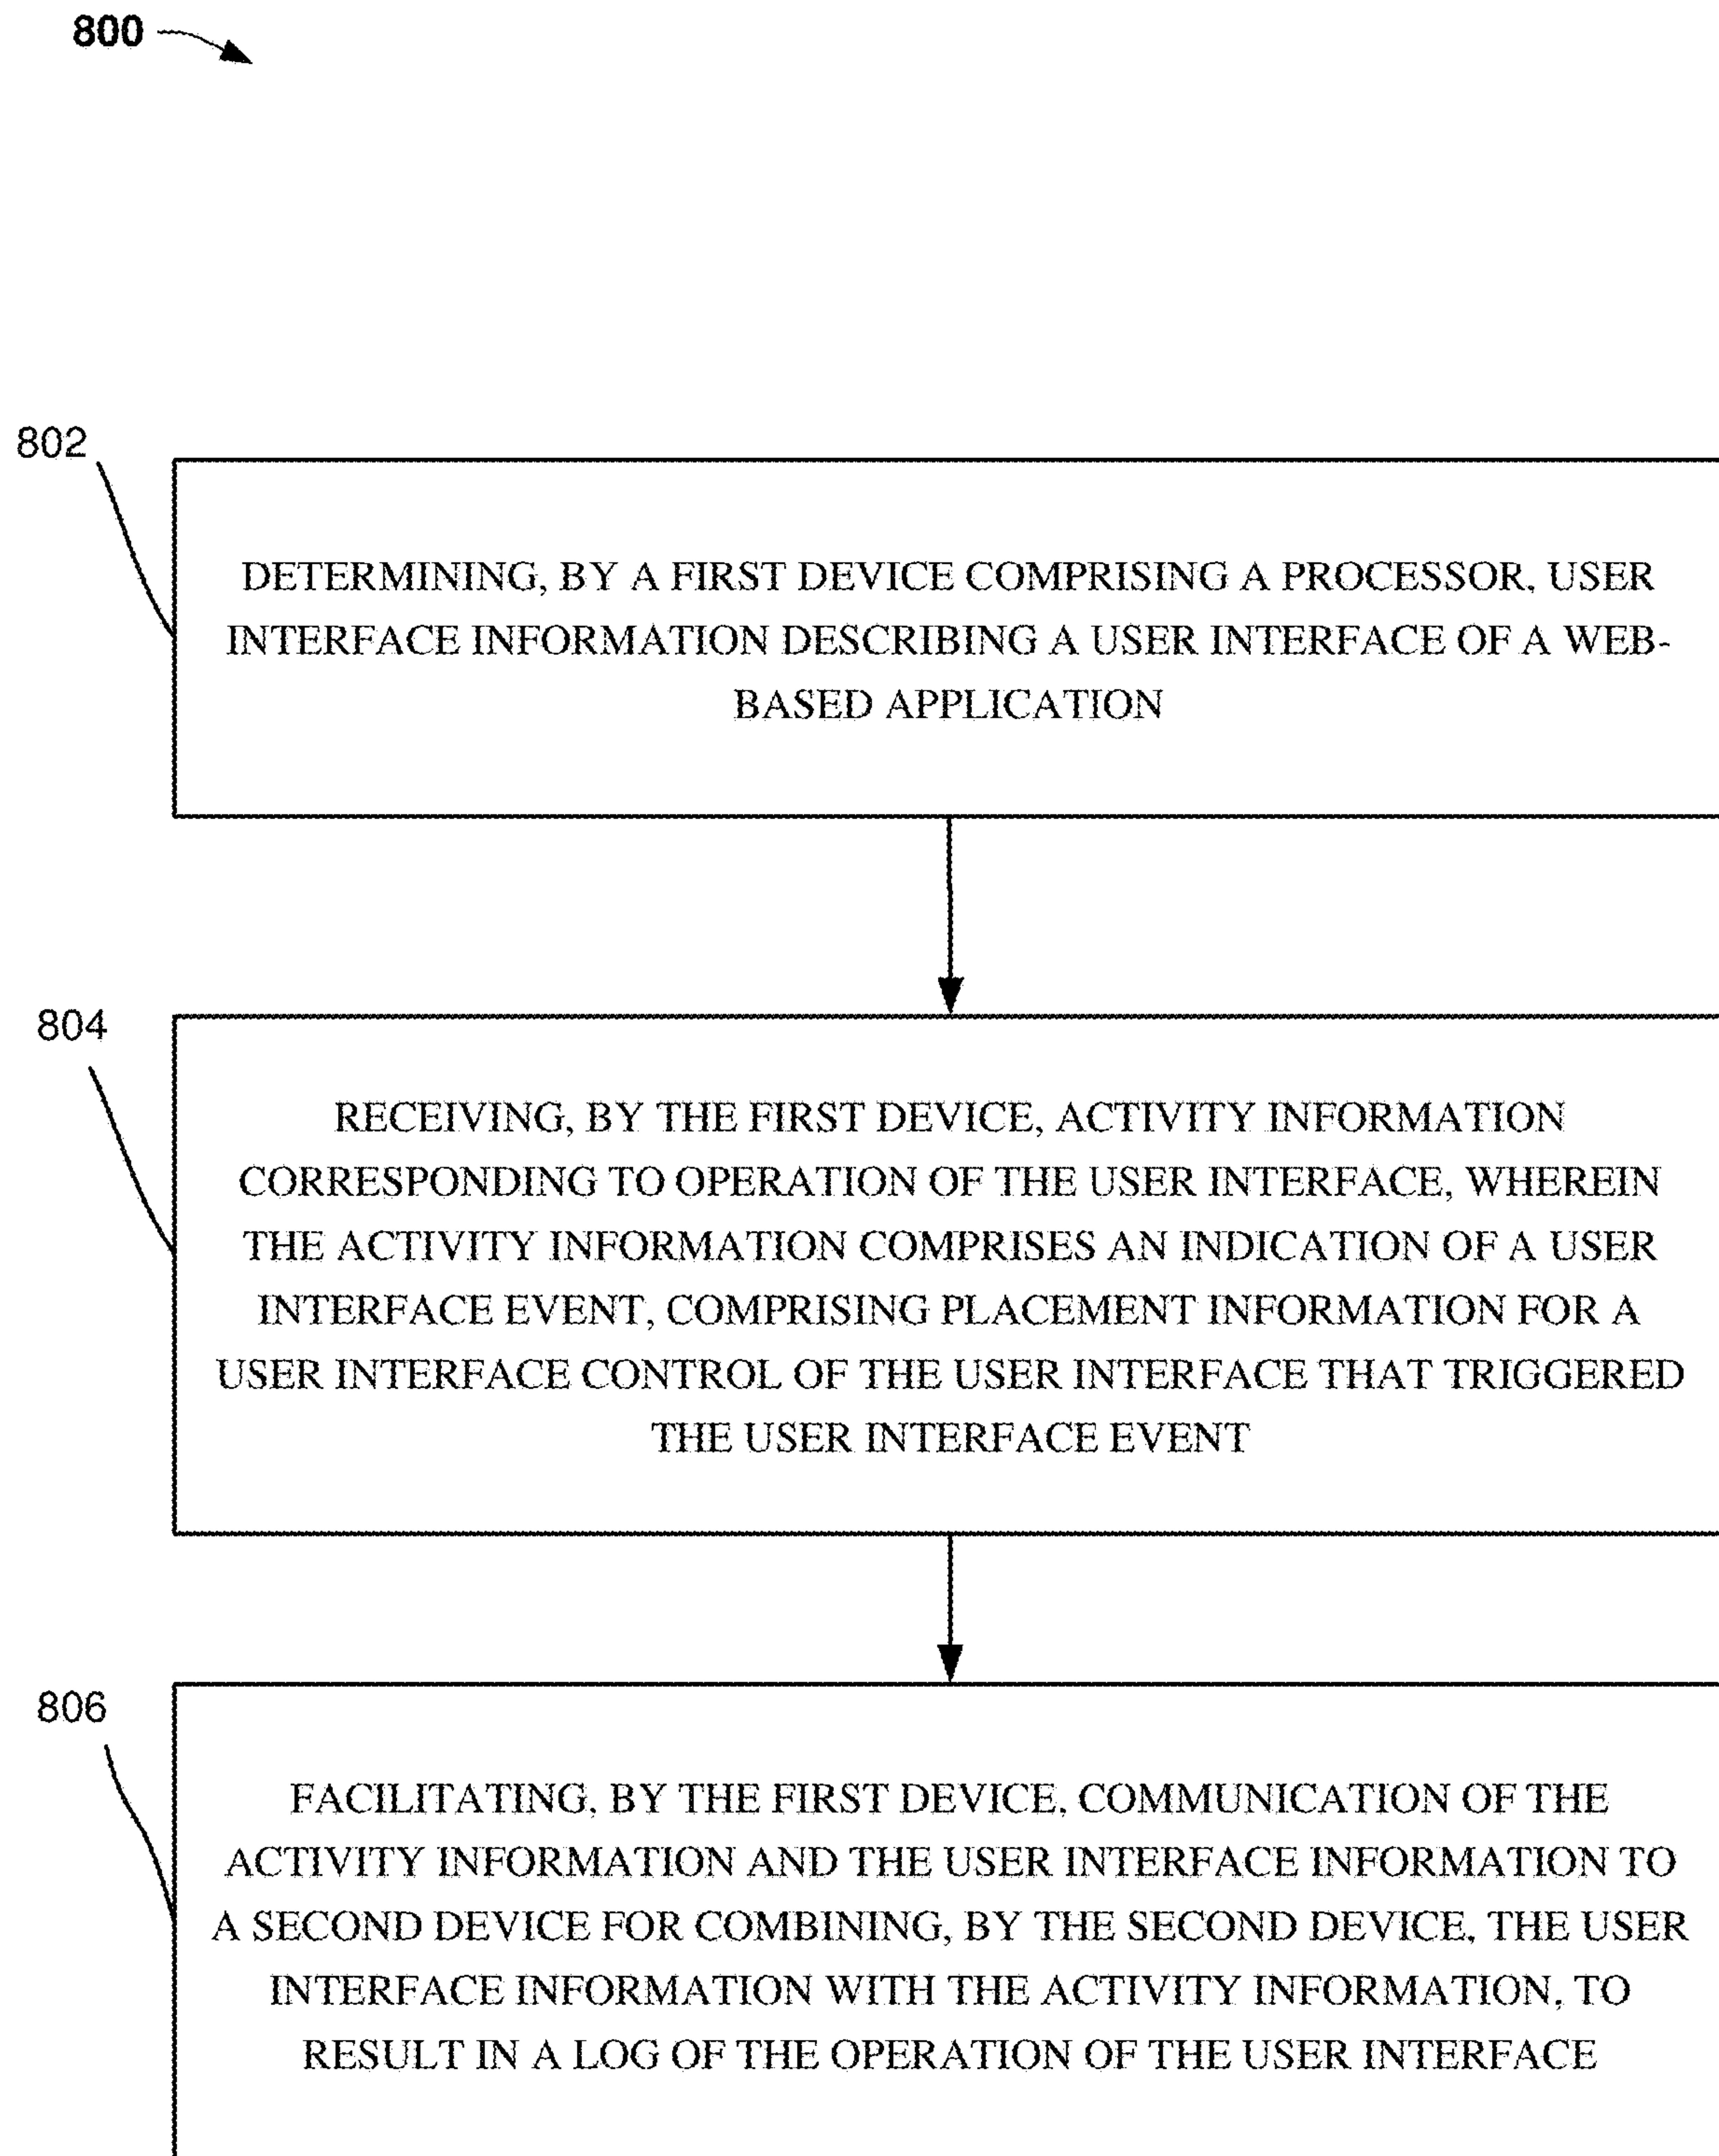 800
802
DETERMINING, BY A FIRST DEVICE COMPRISING A PROCESSOR, USER
INTERFACE INFORMATION DESCRIBING A USER INTERFACE OF A WEB-
BASED APPLICATION
804
RECEIVING, BY THE FIRST DEVICE, ACTIVITY INFORMATION
CORRESPONDING TO OPERATION OF THE USER INTERFACE, WHEREIN
THE ACTIVITY INFORMATION COMPRISES AN INDICATION OF A USER
INTERFACE EVENT, COMPRISING PLACEMENT INFORMATION FOR A
USER INTERFACE CONTROL OF THE USER INTERFACE THAT TRIGGERED
THE USER INTERFACE EVENT
806
FACILITATING, BY THE FIRST DEVICE, COMMUNICATION OF THE
ACTIVITY INFORMATION AND THE USER INTERFACE INFORMATION TO
A SECOND DEVICE FOR COMBINING, BY THE SECOND DEVICE, THE USER
INTERFACE INFORMATION WITH THE ACTIVITY INFORMATION, TO
RESULT IN A LOG OF THE OPERATION OF THE USER INTERFACE